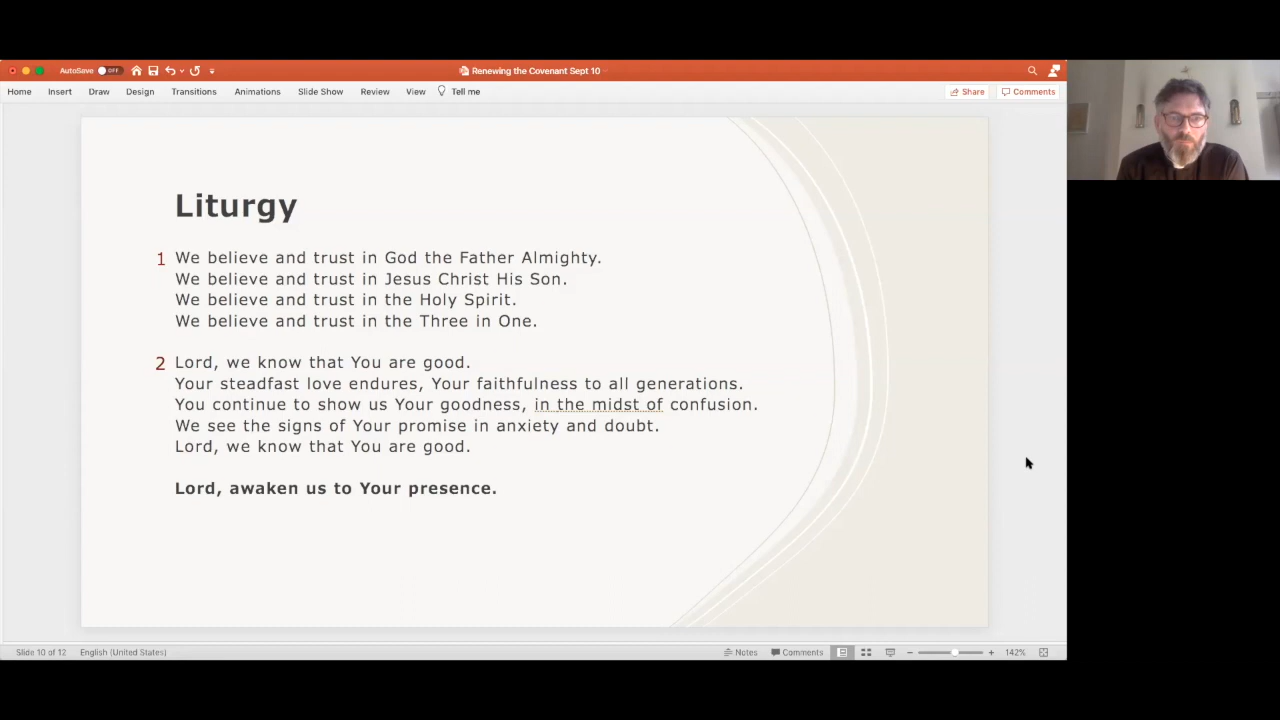 AutoSave OFF
Renewing the Covenant Sept 10
Home Insert Draw Design Transitions Animations Slide Show Review View Tell me Share Comments
Liturgy
1 We believe and trust in God the Father Almighty.
We believe and trust in Jesus Christ His Son.
We believe and trust in the Holy Spirit.
We believe and trust in the Three in One.
2 Lord, we know that You are good.
Your steadfast love endures, Your faithfulness to all generations.
You continue to show us Your goodness, in the midst of confusion.
We see the signs of Your promise in anxiety and doubt.
Lord, we know that You are good.
Lord, awaken us to Your presence.
Slide 10 of 12 English (United States) Notes Comments 142%